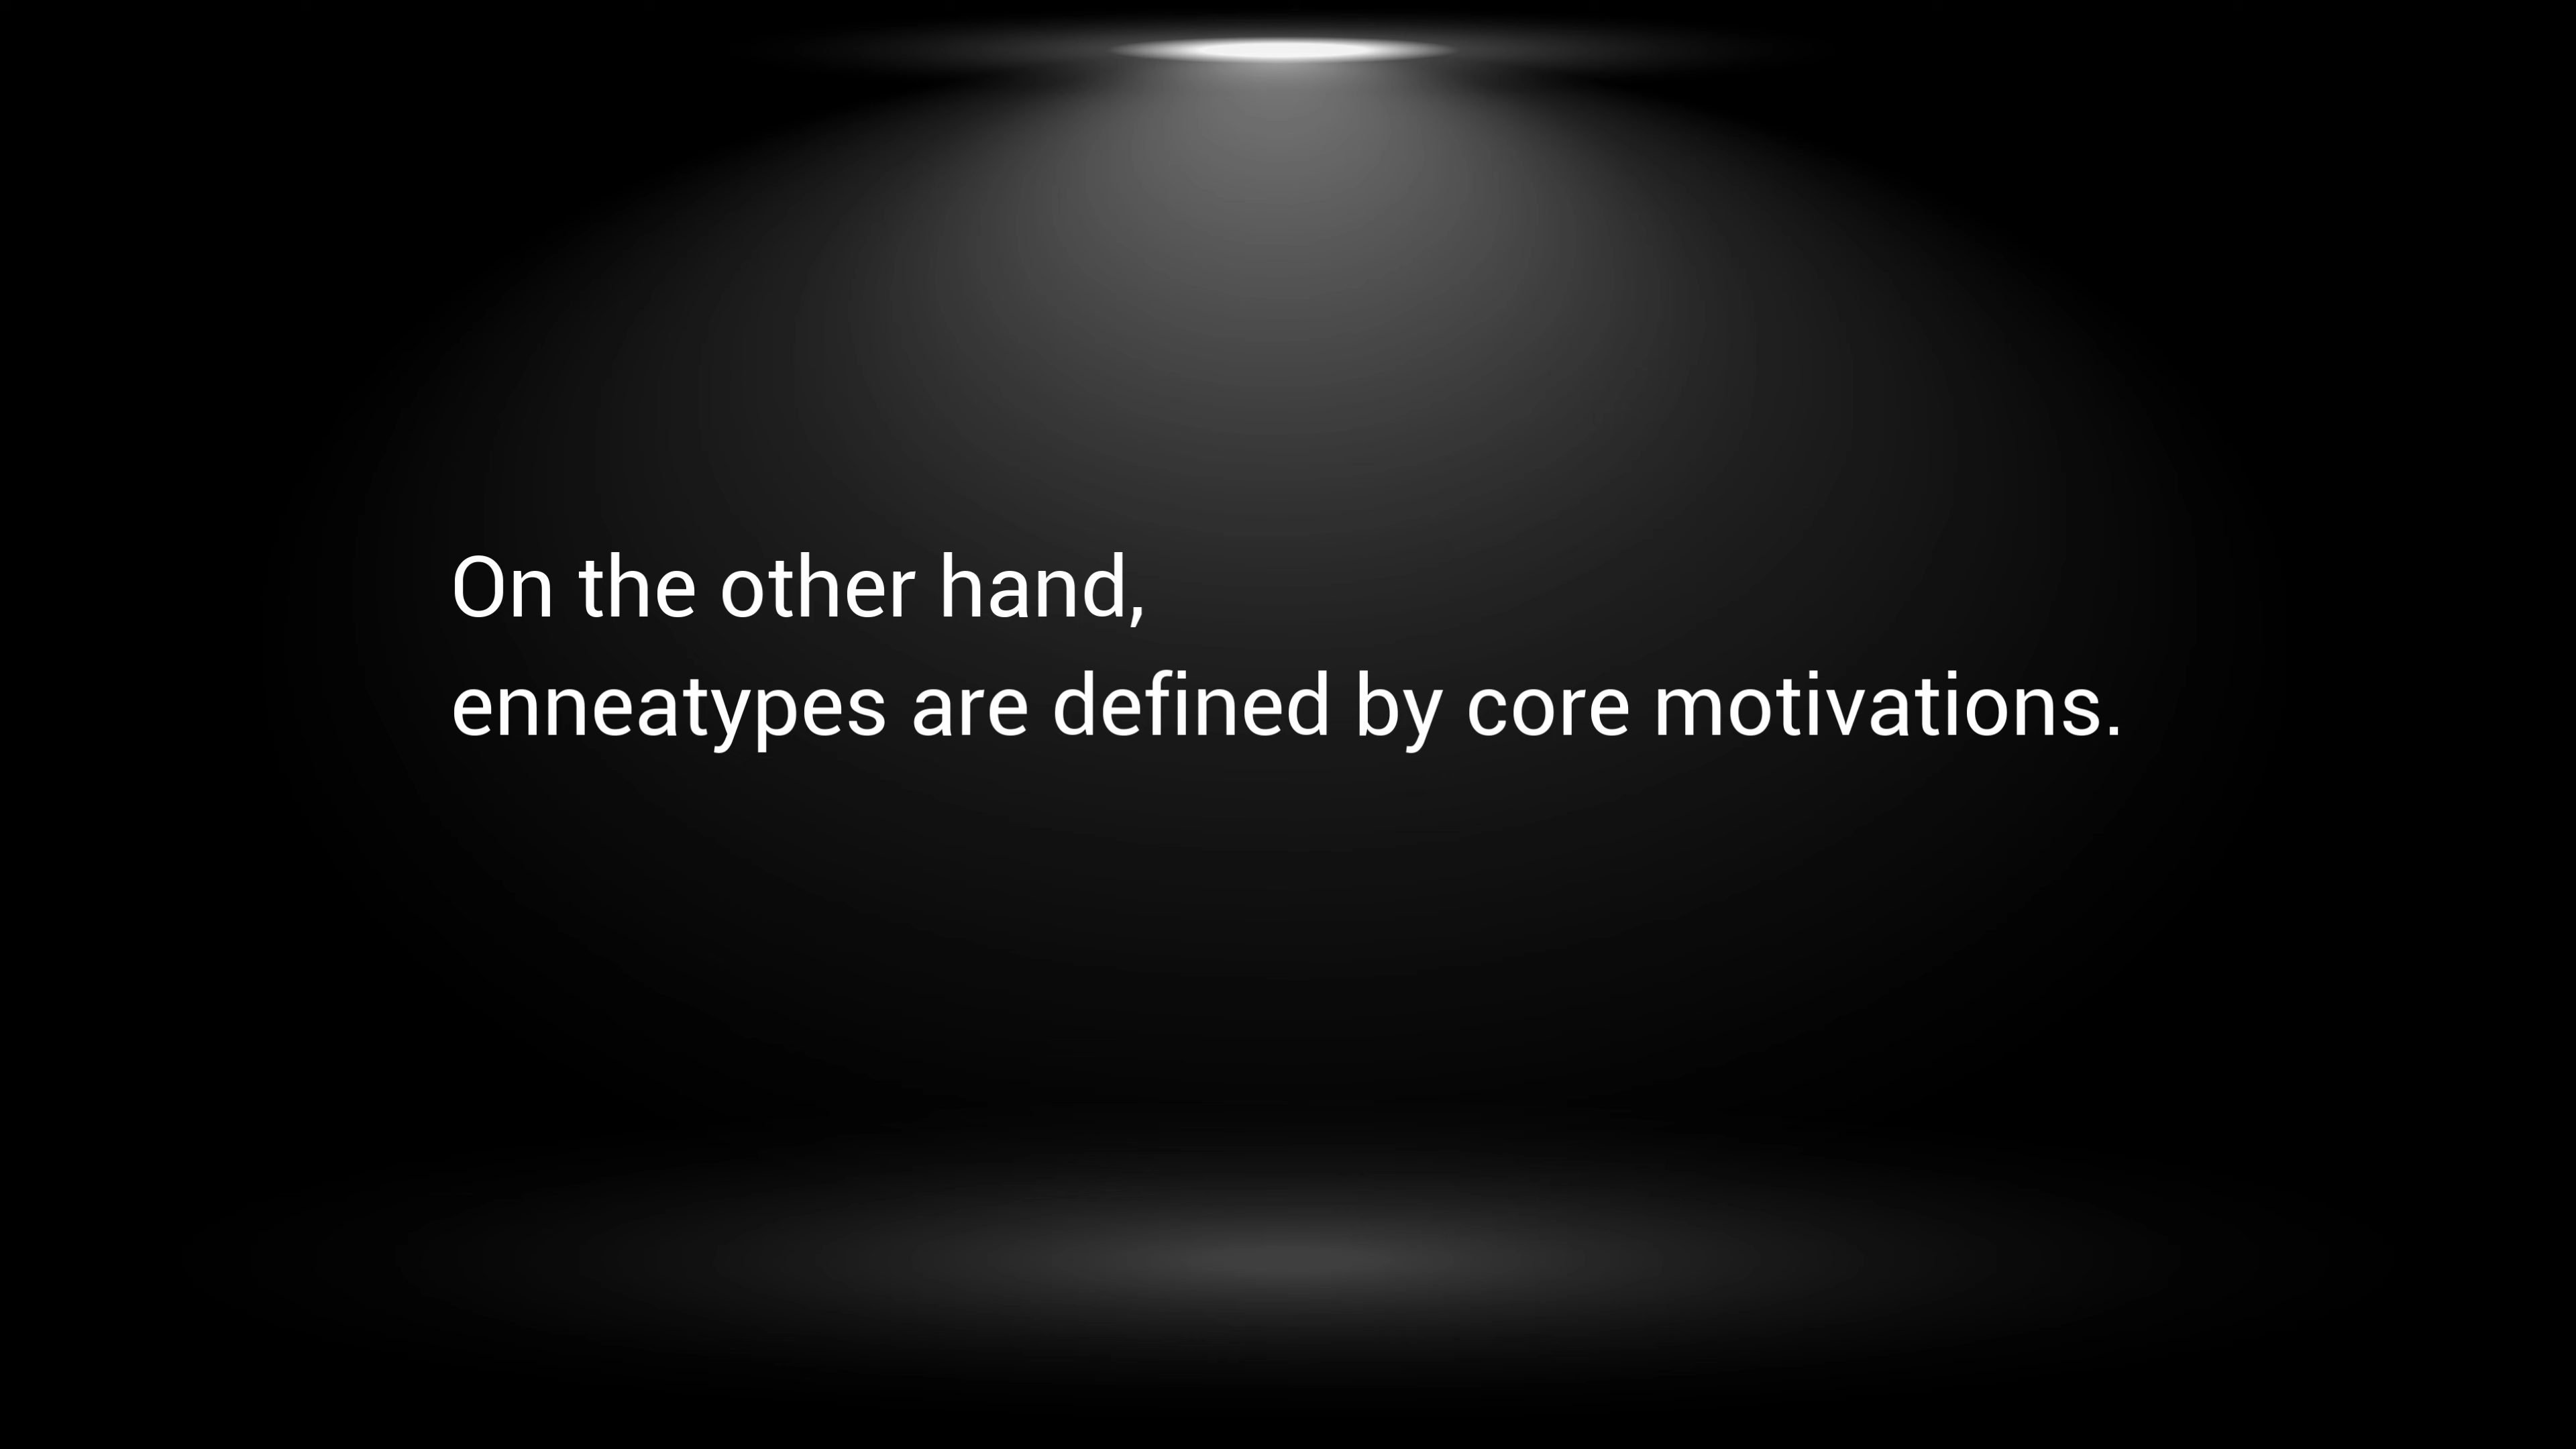 On the other hand,
enneatypes are defined by core motivations.